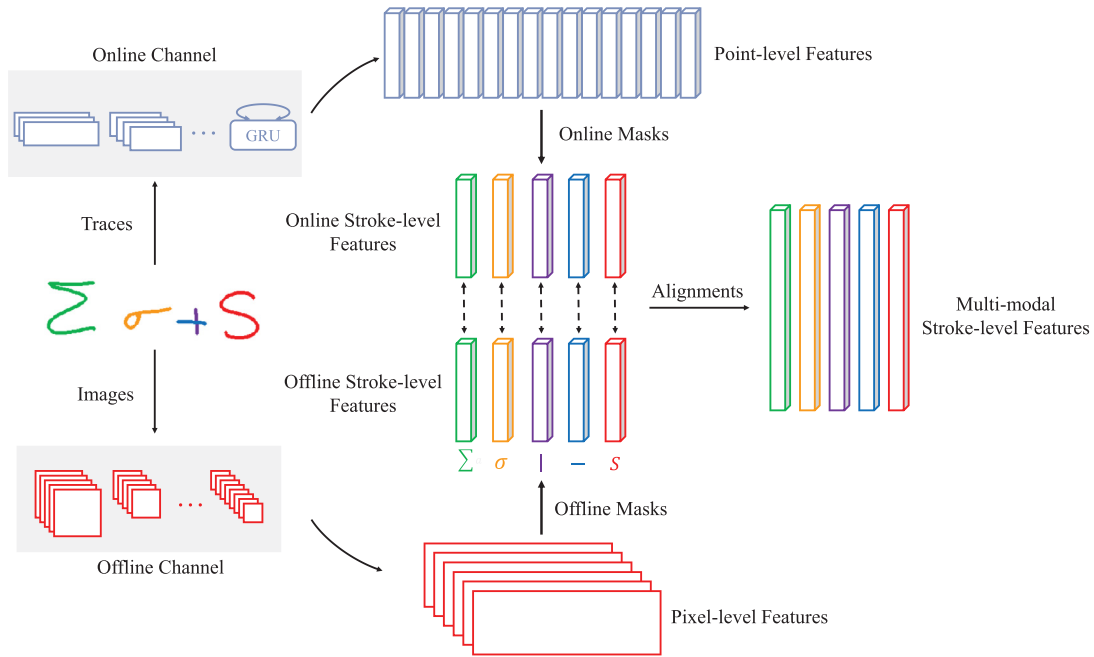 Online Channel
GRU
Point-level Features
Online Masks
Traces
Online Stroke-level
Features
Σ σ + S
Alignments
Multi-modal
Stroke-level Features
Images
Offline Stroke-level
Features
Σ σ | − S
Offline Masks
Offline Channel
Pixel-level Features